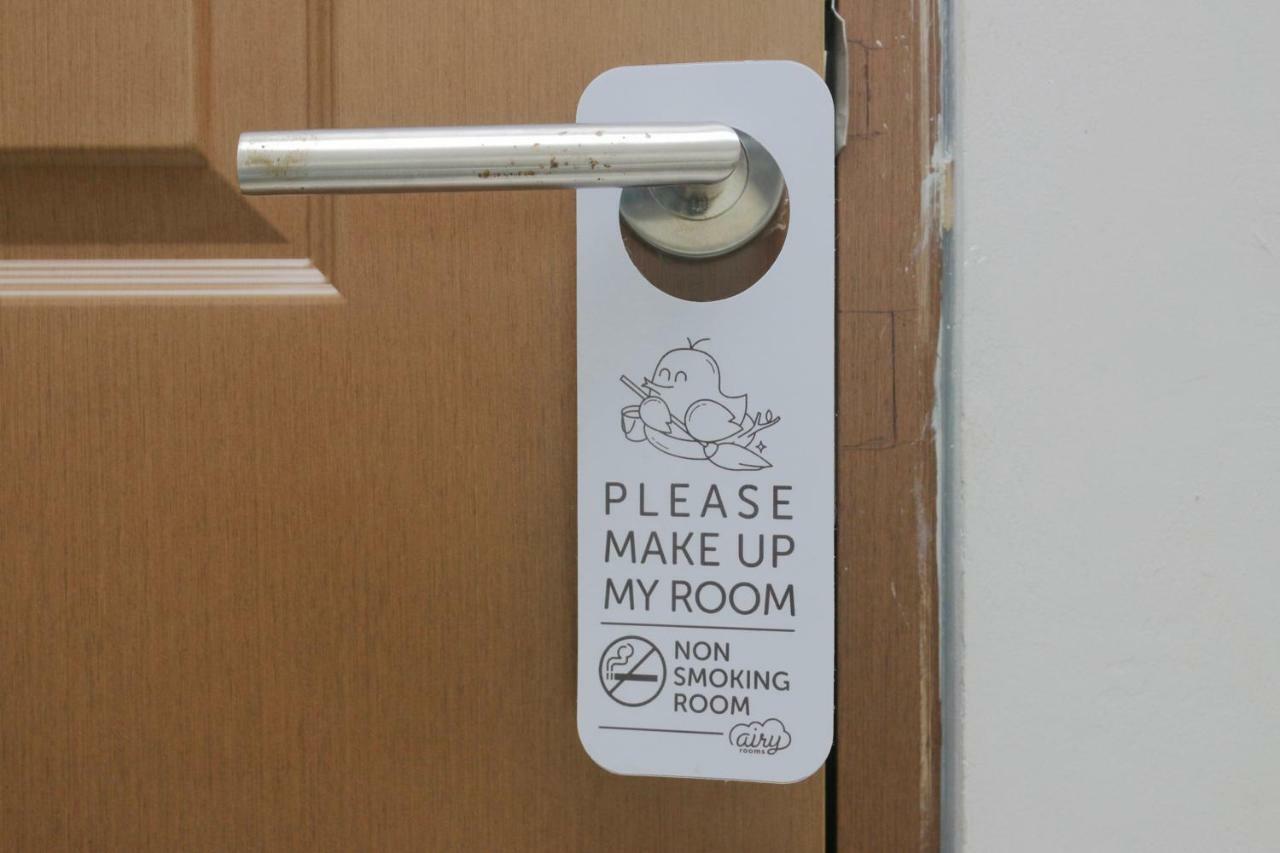 PLEASE
MAKE UP
MY ROOM
NON
SMOKING
ROOM
airy
rooms